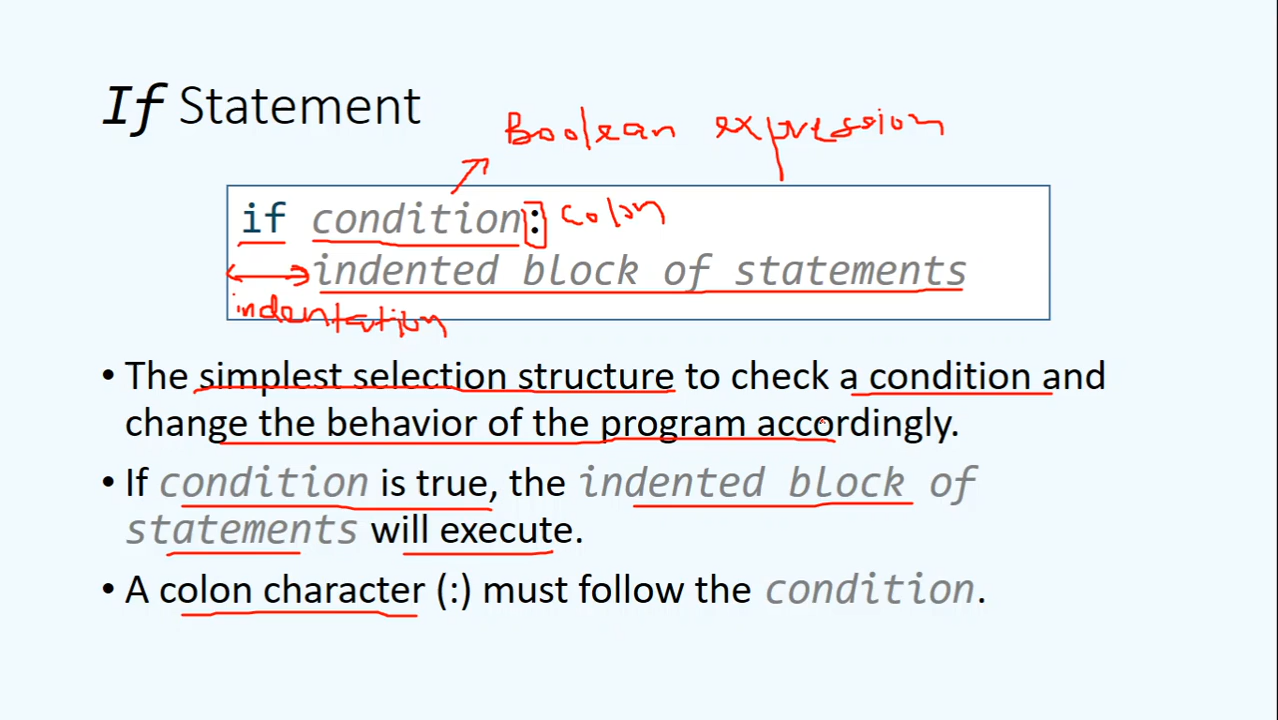 If Statement
Boolean expression
if condition: colon
indented block of statements
indentation
• The simplest selection structure to check a condition and
change the behavior of the program accordingly.
• If condition is true, the indented block of
statements will execute.
• A colon character (:) must follow the condition.